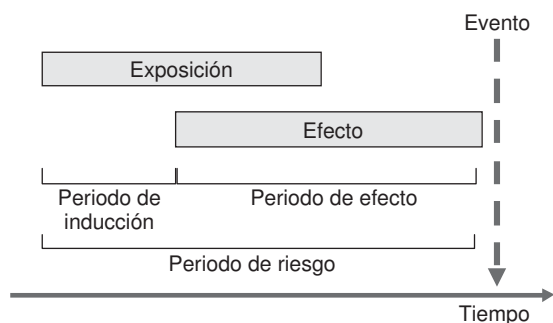 Evento
Exposición
Efecto
Periodo de
inducción
Periodo de efecto
Periodo de riesgo
Tiempo